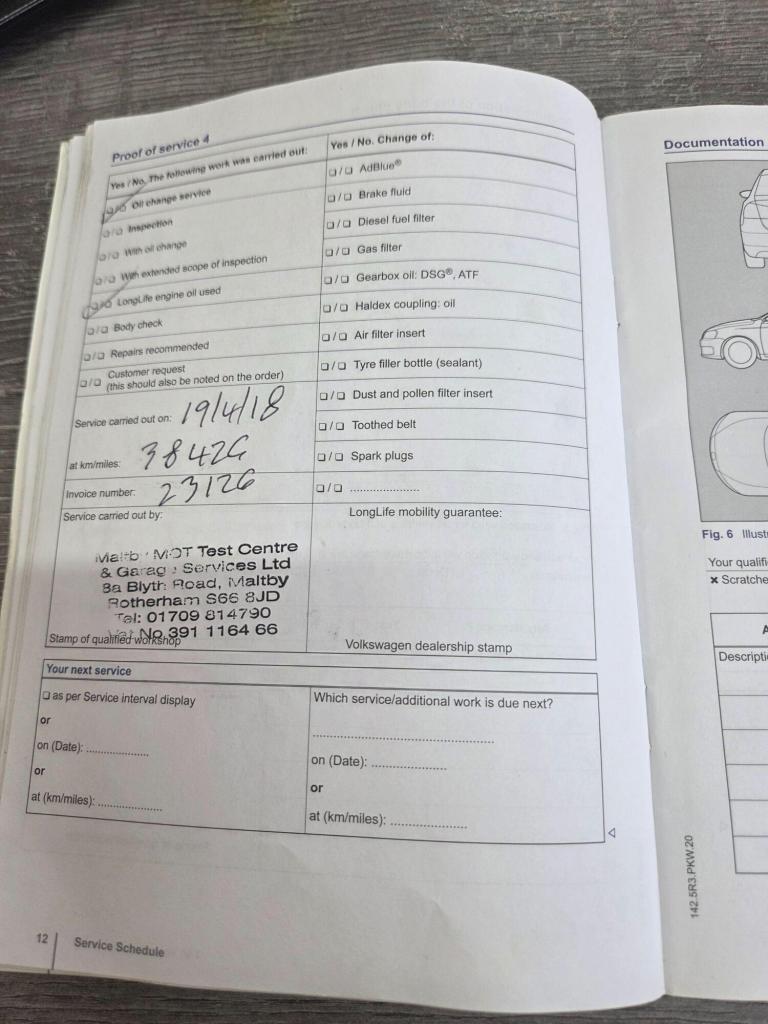 Proof of service 4
Yes / No. The following work was carried out:
❏/❏ Oil change service
❏/❏ Inspection
❏/❏ With oil change
❏/❏ With extended scope of inspection
❏/❏ LongLife engine oil used
❏/❏ Body check
❏/❏ Repairs recommended
❏/❏ Customer request
(this should also be noted on the order)
Service carried out on: 19/4/18
at km/miles: 38426
Invoice number: 23126
Service carried out by:
Maltby MOT Test Centre
& Garage Services Ltd
8a Blyth Road, Maltby
Rotherham S66 8JD
Tel: 01709 814790
Vat No 391 1164 66
Stamp of qualified workshop
Yes / No. Change of:
❏/❏ AdBlue®
❏/❏ Brake fluid
❏/❏ Diesel fuel filter
❏/❏ Gas filter
❏/❏ Gearbox oil: DSG®, ATF
❏/❏ Haldex coupling: oil
❏/❏ Air filter insert
❏/❏ Tyre filler bottle (sealant)
❏/❏ Dust and pollen filter insert
❏/❏ Toothed belt
❏/❏ Spark plugs
❏/❏ ....................
LongLife mobility guarantee:
Volkswagen dealership stamp
Your next service
❏ as per Service interval display
or
on (Date): ..................
or
at (km/miles): ..................
Which service/additional work is due next?
..................................................
on (Date): .....................
or
at (km/miles): .....................
12 Service Schedule
Documentation
Fig. 6 Illust
Your qualifi
× Scratche
A
Descripti
142.5R3.PKW.20